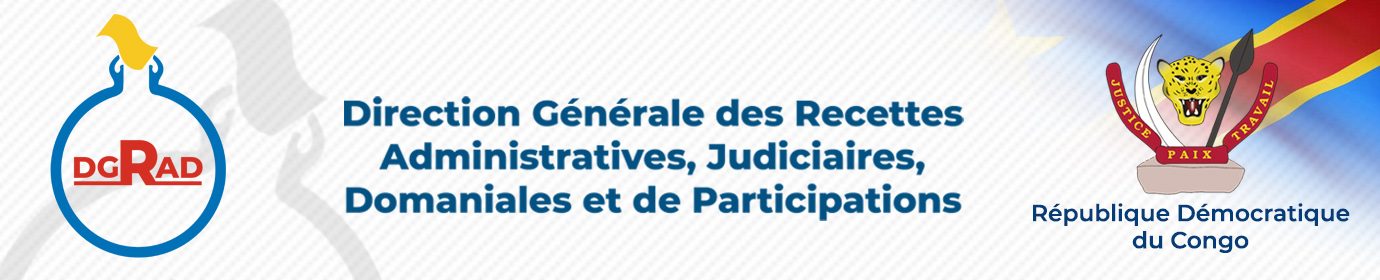 DGRAD
Direction Générale des Recettes
Administratives, Judiciaires,
Domaniales et de Participations
JUSTICE
PAIX
TRAVAIL
République Démocratique
du Congo